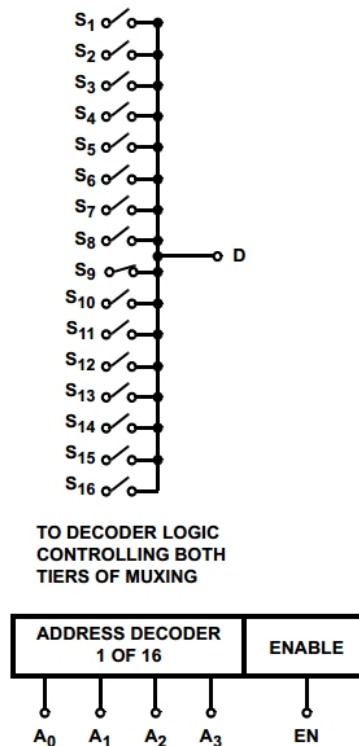 S1
S2
S3
S4
S5
S6
S7
S8
D
S9
S10
S11
S12
S13
S14
S15
S16
TO DECODER LOGIC
CONTROLLING BOTH
TIERS OF MUXING
ADDRESS DECODER
1 OF 16
ENABLE
A0 A1 A2 A3 EN